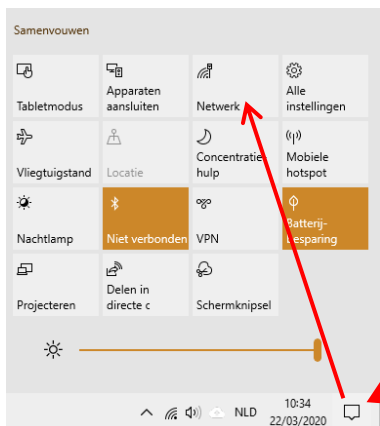 Samenvouwen
Tabletmodus
Apparaten
aansluiten
Netwerk
Alle
instellingen
Vliegtuigstand
Locatie
Concentratie
hulp
Mobiele
hotspot
Nachtlamp
Niet verbonden
VPN
Batterij-
besparing
Projecteren
Delen in
directe c
Schermknipsel
NLD
10:34
22/03/2020